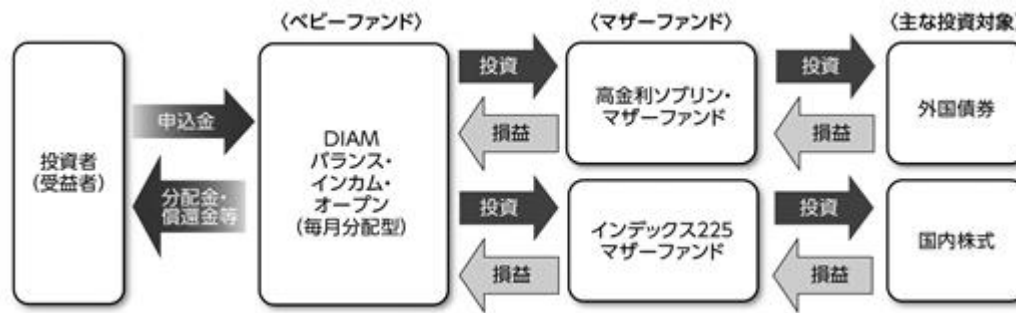 〈ベビーファンド〉
〈マザーファンド〉
〈主な投資対象〉
投資者
(受益者)
申込金
分配金・
償還金等
DIAM
バランス・
インカム・
オープン
(毎月分配型)
投資
損益
高金利ソブリン・
マザーファンド
投資
損益
外国債券
投資
損益
インデックス225
マザーファンド
投資
損益
国内株式